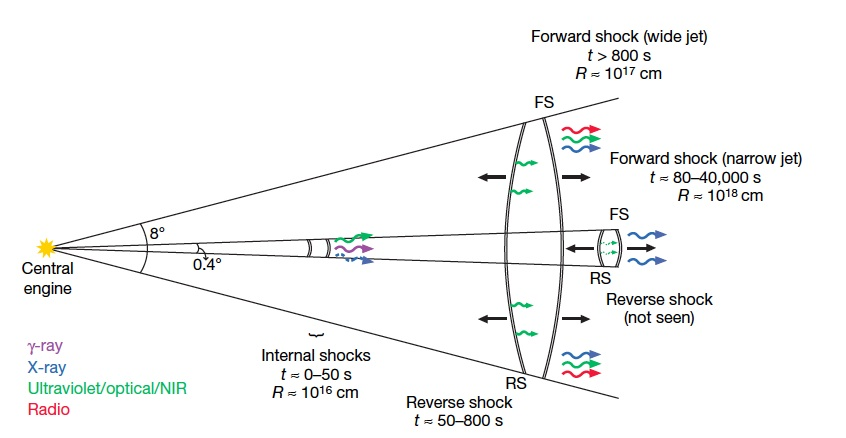 Forward shock (wide jet)
t > 800 s
R ≈ 10¹⁷ cm
FS
Forward shock (narrow jet)
t ≈ 80–40,000 s
R ≈ 10¹⁸ cm
FS
8°
0.4°
Central
engine
RS
Reverse shock
(not seen)
γ-ray
X-ray
Ultraviolet/optical/NIR
Radio
Internal shocks
t ≈ 0–50 s
R ≈ 10¹⁶ cm
RS
Reverse shock
t ≈ 50–800 s